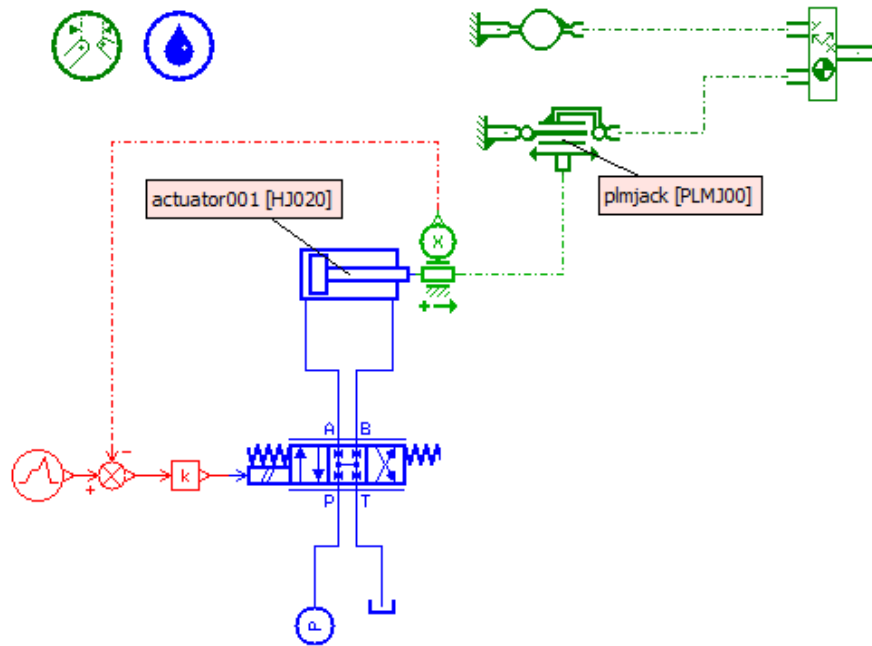 Y
X
actuator001 [HJ020]
plmjack [PLMJ00]
X
+
A B
-
+
k
P T
P